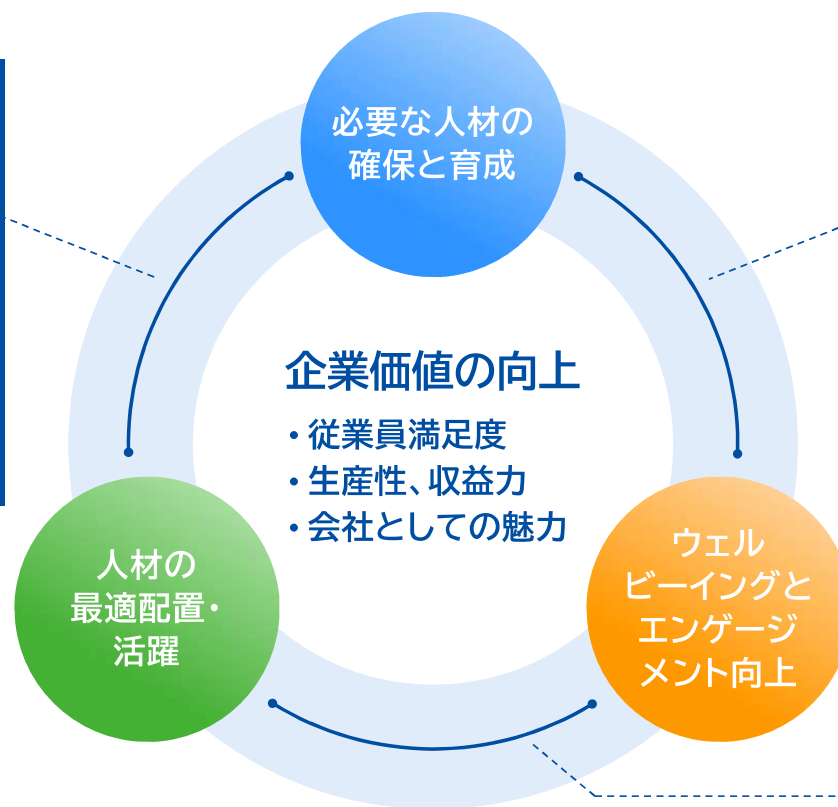 必要な人材の
確保と育成
企業価値の向上
・従業員満足度
・生産性、収益力
・会社としての魅力
人材の
最適配置・
活躍
ウェル
ビーイングと
エンゲージ
メント向上